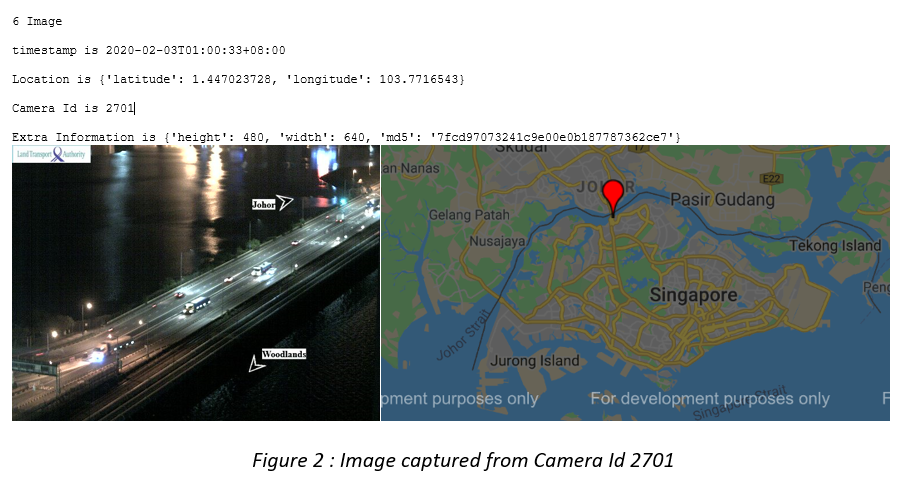 6 Image
timestamp is 2020-02-03T01:00:33+08:00
Location is {'latitude': 1.447023728, 'longitude': 103.7716543}
Camera Id is 2701
Extra Information is {'height': 480, 'width': 640, 'md5': '7fcd97073241c9e00e0b187787362ce7'}
Land Transport Authority
Johor
Woodlands
Skudai
17
an Nanas
E22
JOHOR
Pasir Gudang
Gelang Patah
Nusajaya
Tekong Island
Peng
Singapore
Johor Strait
Jurong Island
Singapore Strait
pment purposes only
For development purposes only
F
Figure 2 : Image captured from Camera Id 2701